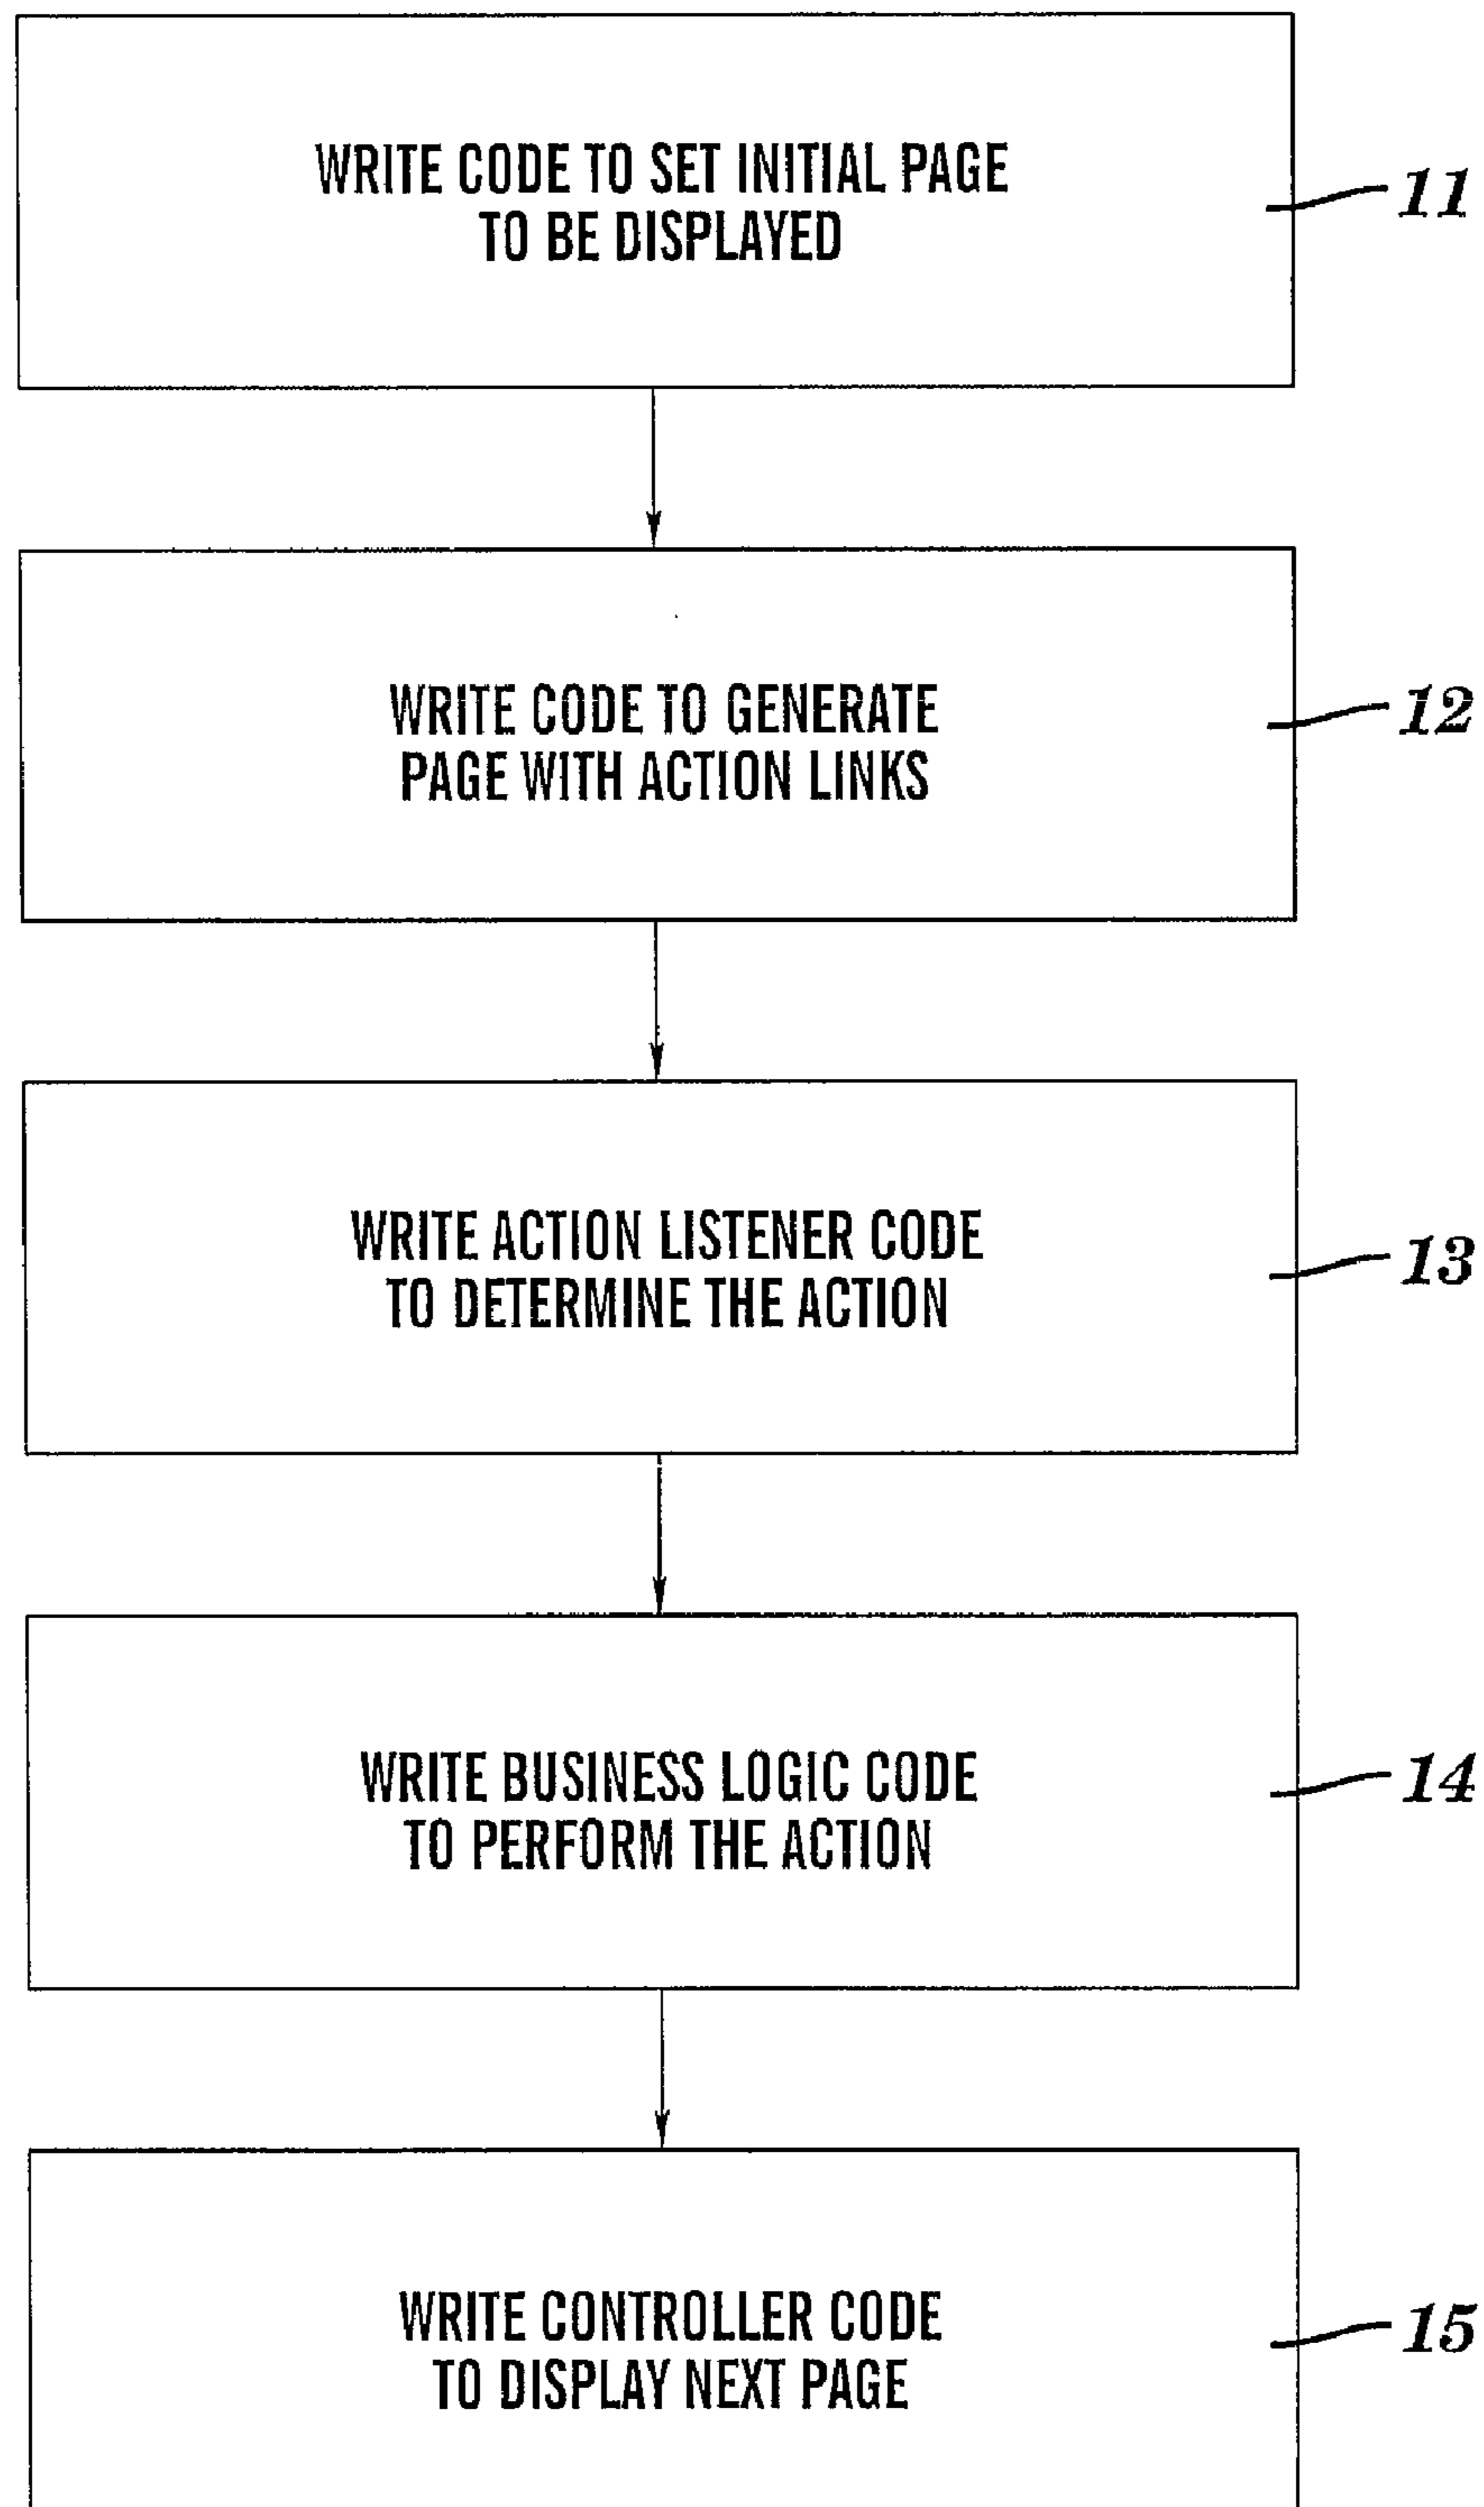 WRITE CODE TO SET INITIAL PAGE
TO BE DISPLAYED
11
WRITE CODE TO GENERATE
PAGE WITH ACTION LINKS
12
WRITE ACTION LISTENER CODE
TO DETERMINE THE ACTION
13
WRITE BUSINESS LOGIC CODE
TO PERFORM THE ACTION
14
WRITE CONTROLLER CODE
TO DISPLAY NEXT PAGE
15